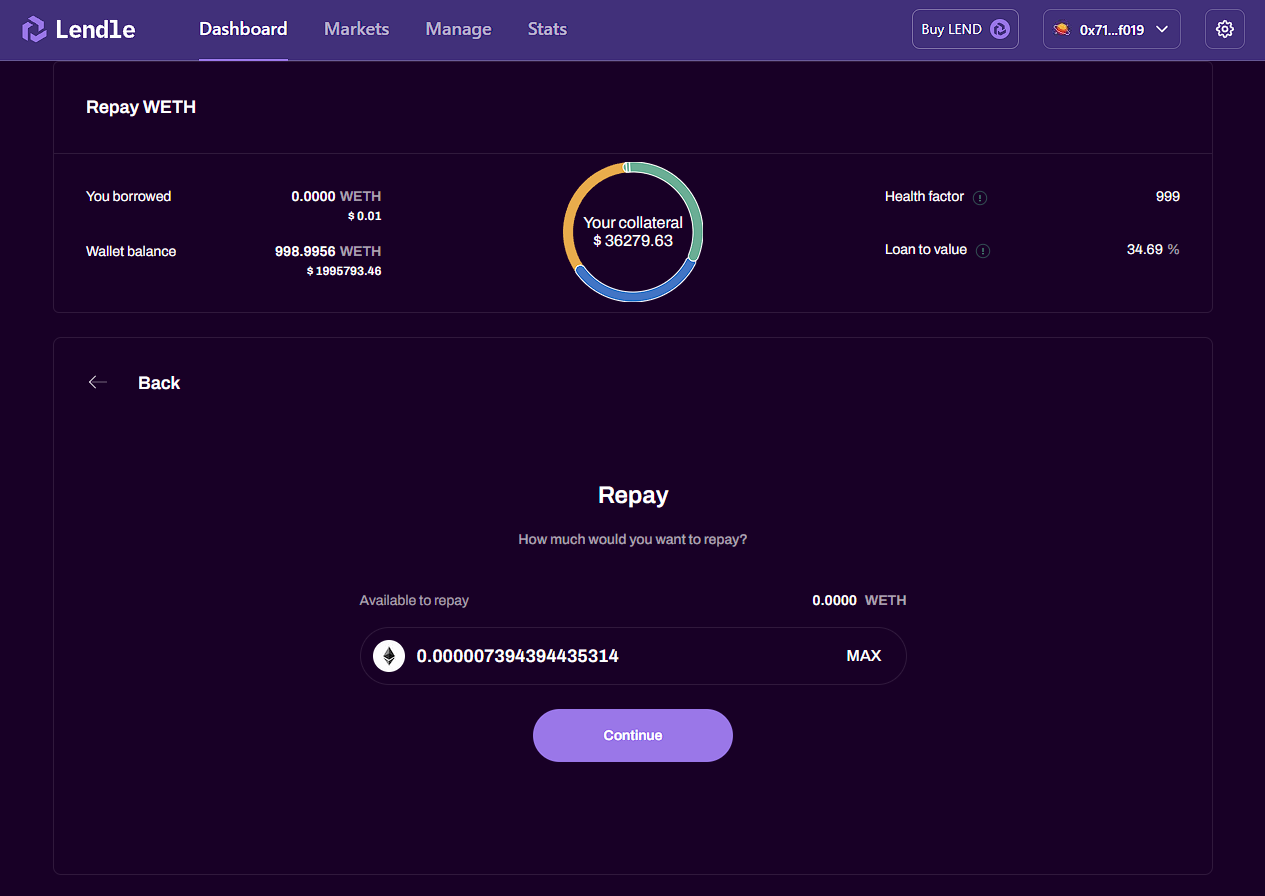 Lendle
Dashboard
Markets
Manage
Stats
Buy LEND
0x71...f019
Repay WETH
You borrowed
0.0000 WETH
$ 0.01
Wallet balance
998.9956 WETH
$ 1995793.46
Your collateral
$ 36279.63
Health factor
999
Loan to value
34.69 %
Back
Repay
How much would you want to repay?
Available to repay
0.0000 WETH
0.000007394394435314
MAX
Continue